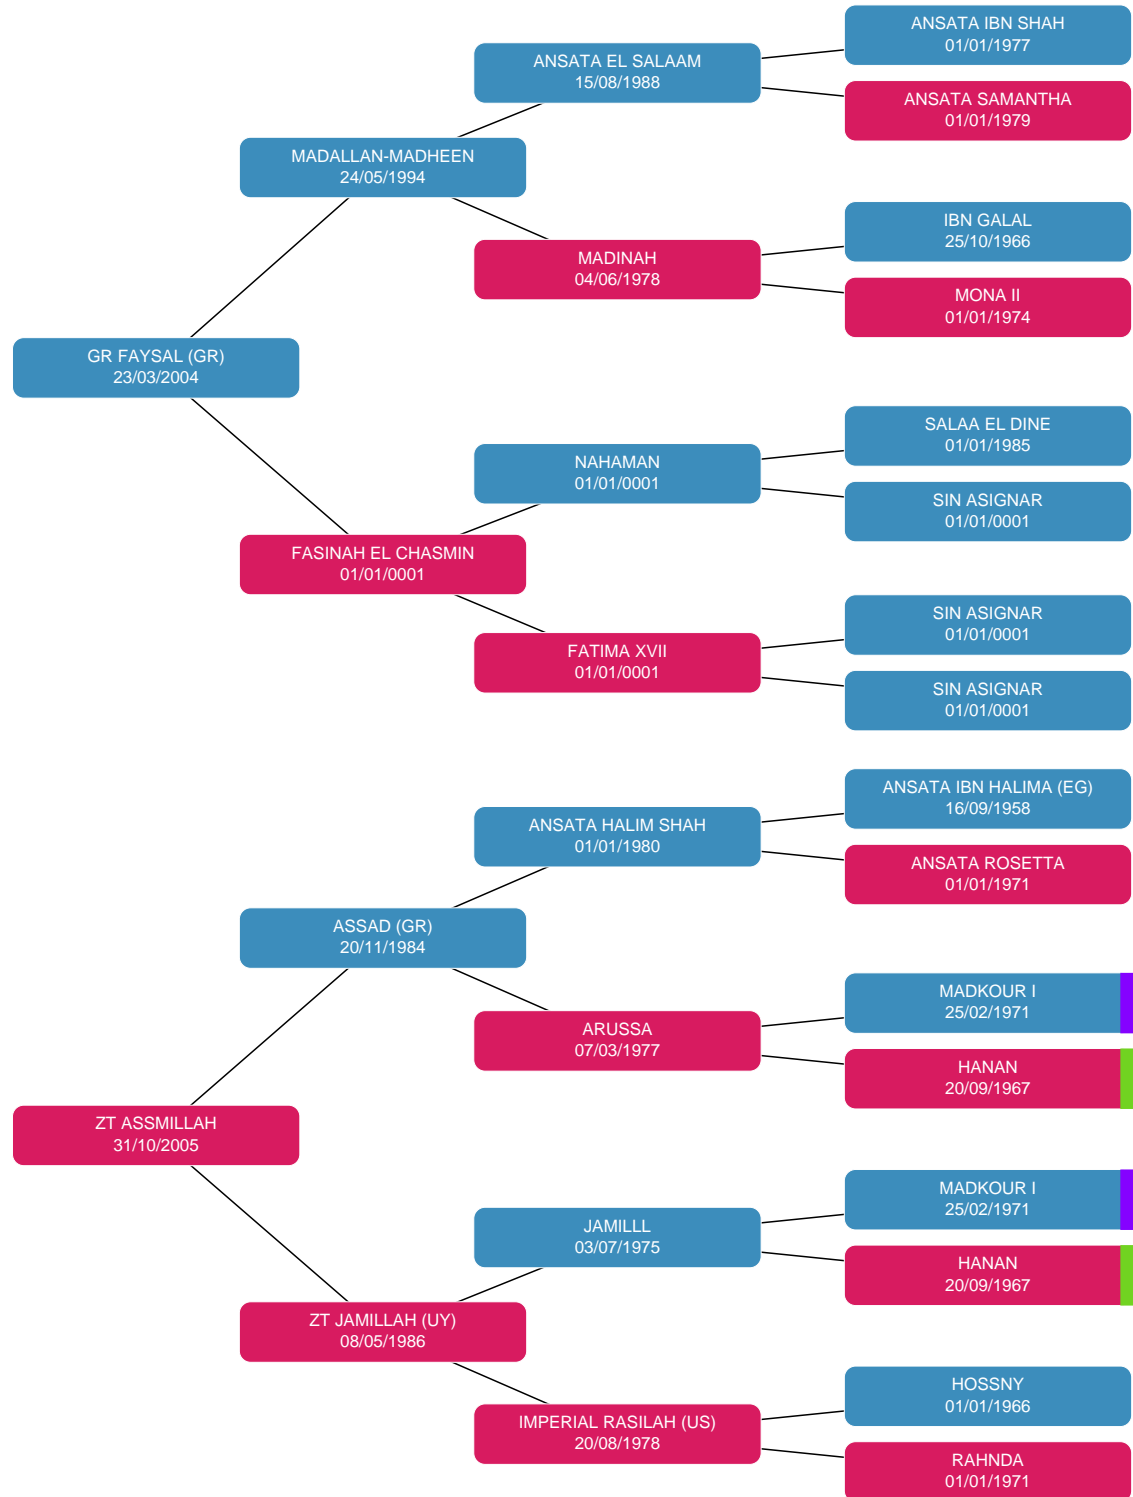 ANSATA IBN SHAH
01/01/1977
ANSATA EL SALAAM
15/08/1988
ANSATA SAMANTHA
01/01/1979
MADALLAN-MADHEEN
24/05/1994
IBN GALAL
25/10/1966
MADINAH
04/06/1978
MONA II
01/01/1974
GR FAYSAL (GR)
23/03/2004
SALAA EL DINE
01/01/1985
NAHAMAN
01/01/0001
SIN ASIGNAR
01/01/0001
FASINAH EL CHASMIN
01/01/0001
SIN ASIGNAR
01/01/0001
FATIMA XVII
01/01/0001
SIN ASIGNAR
01/01/0001
ANSATA IBN HALIMA (EG)
16/09/1958
ANSATA HALIM SHAH
01/01/1980
ANSATA ROSETTA
01/01/1971
ASSAD (GR)
20/11/1984
MADKOUR I
25/02/1971
ARUSSA
07/03/1977
HANAN
20/09/1967
ZT ASSMILLAH
31/10/2005
MADKOUR I
25/02/1971
JAMILLL
03/07/1975
HANAN
20/09/1967
ZT JAMILLAH (UY)
08/05/1986
HOSSNY
01/01/1966
IMPERIAL RASILAH (US)
20/08/1978
RAHNDA
01/01/1971